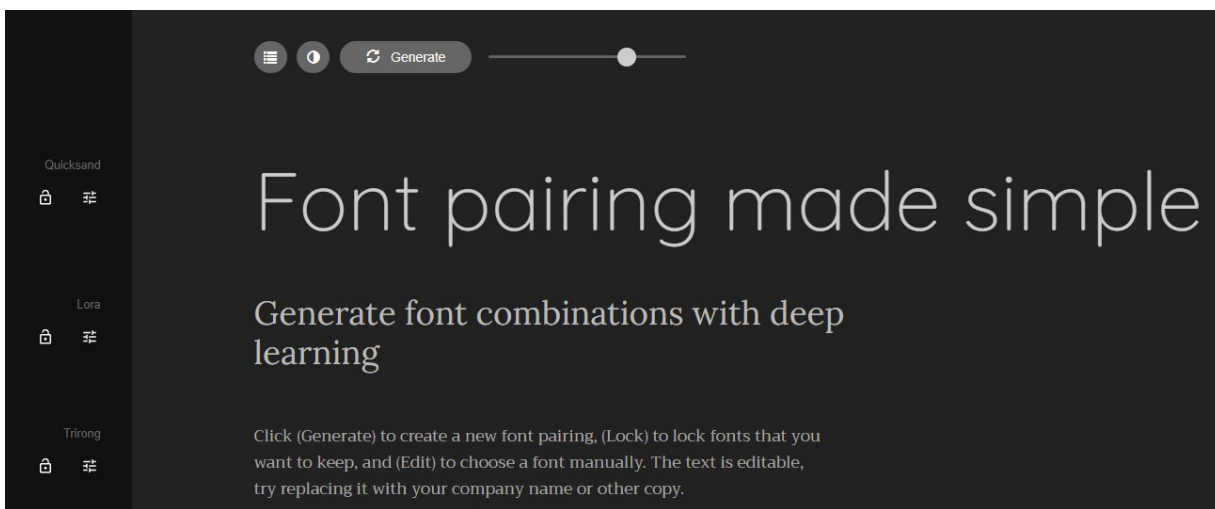 Generate
Quicksand
Font pairing made simple
Lora
Generate font combinations with deep
learning
Trirong
Click (Generate) to create a new font pairing, (Lock) to lock fonts that you
want to keep, and (Edit) to choose a font manually. The text is editable,
try replacing it with your company name or other copy.